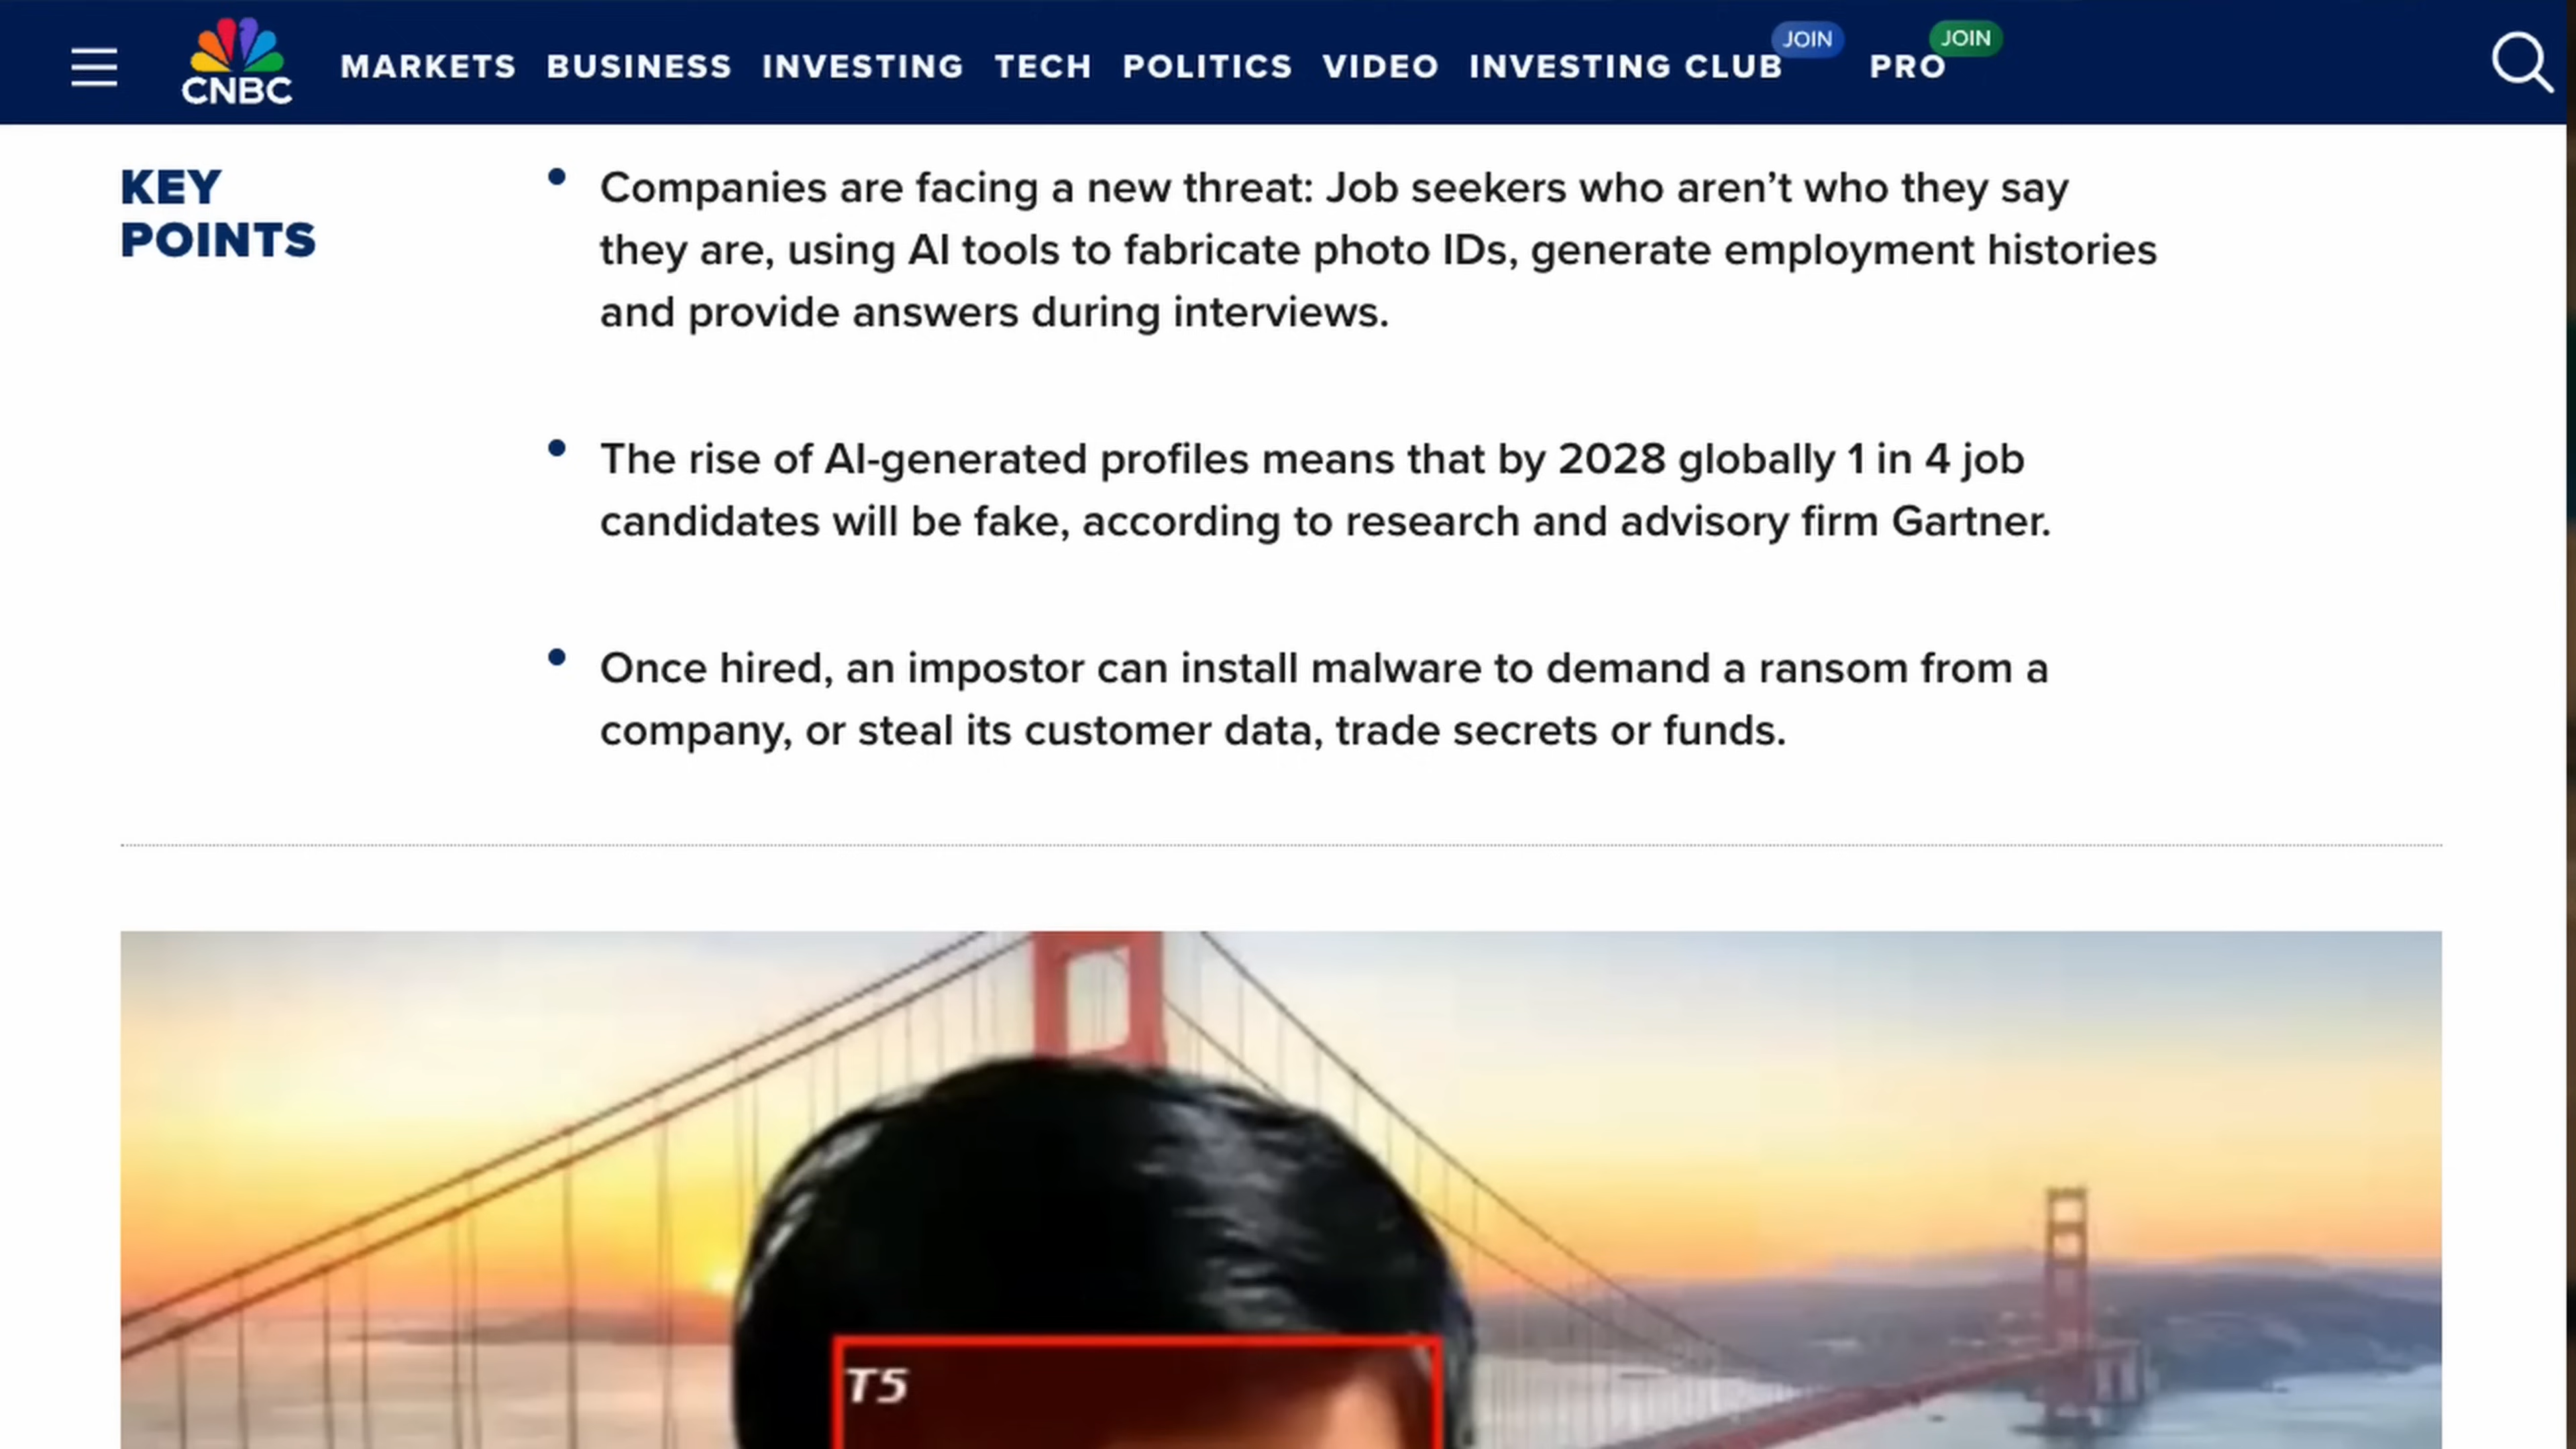 CNBC
MARKETS BUSINESS INVESTING TECH POLITICS VIDEO INVESTING CLUB JOIN PRO JOIN
KEY
POINTS
• Companies are facing a new threat: Job seekers who aren’t who they say
they are, using AI tools to fabricate photo IDs, generate employment histories
and provide answers during interviews.
• The rise of AI-generated profiles means that by 2028 globally 1 in 4 job
candidates will be fake, according to research and advisory firm Gartner.
• Once hired, an impostor can install malware to demand a ransom from a
company, or steal its customer data, trade secrets or funds.
T5